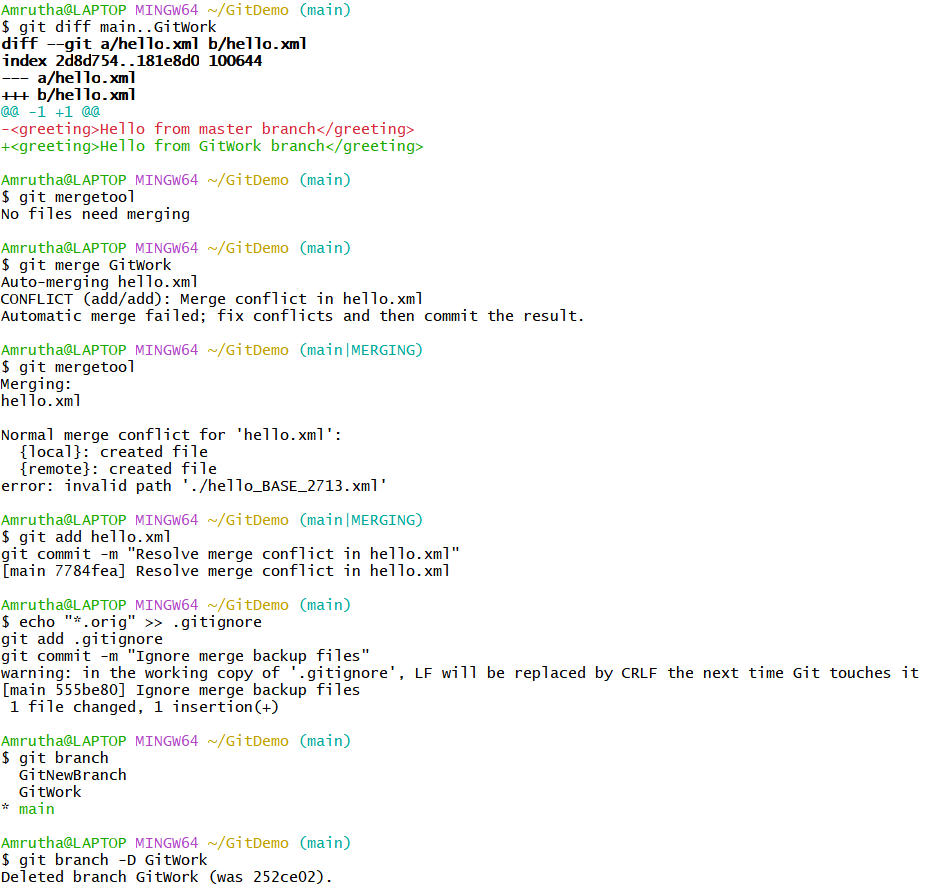 Amrutha@LAPTOP MINGW64 ~/GitDemo (main)
$ git diff main..GitWork
diff --git a/hello.xml b/hello.xml
index 2d8d754..181e8d0 100644
--- a/hello.xml
+++ b/hello.xml
@@ -1 +1 @@
-<greeting>Hello from master branch</greeting>
+<greeting>Hello from GitWork branch</greeting>
Amrutha@LAPTOP MINGW64 ~/GitDemo (main)
$ git mergetool
No files need merging
Amrutha@LAPTOP MINGW64 ~/GitDemo (main)
$ git merge GitWork
Auto-merging hello.xml
CONFLICT (add/add): Merge conflict in hello.xml
Automatic merge failed; fix conflicts and then commit the result.
Amrutha@LAPTOP MINGW64 ~/GitDemo (main|MERGING)
$ git mergetool
Merging:
hello.xml
Normal merge conflict for 'hello.xml':
  {local}: created file
  {remote}: created file
error: invalid path './hello_BASE_2713.xml'
Amrutha@LAPTOP MINGW64 ~/GitDemo (main|MERGING)
$ git add hello.xml
git commit -m "Resolve merge conflict in hello.xml"
[main 7784fea] Resolve merge conflict in hello.xml
Amrutha@LAPTOP MINGW64 ~/GitDemo (main)
$ echo "*.orig" >> .gitignore
git add .gitignore
git commit -m "Ignore merge backup files"
warning: in the working copy of '.gitignore', LF will be replaced by CRLF the next time Git touches it
[main 555be80] Ignore merge backup files
 1 file changed, 1 insertion(+)
Amrutha@LAPTOP MINGW64 ~/GitDemo (main)
$ git branch
  GitNewBranch
  GitWork
* main
Amrutha@LAPTOP MINGW64 ~/GitDemo (main)
$ git branch -D GitWork
Deleted branch GitWork (was 252ce02).